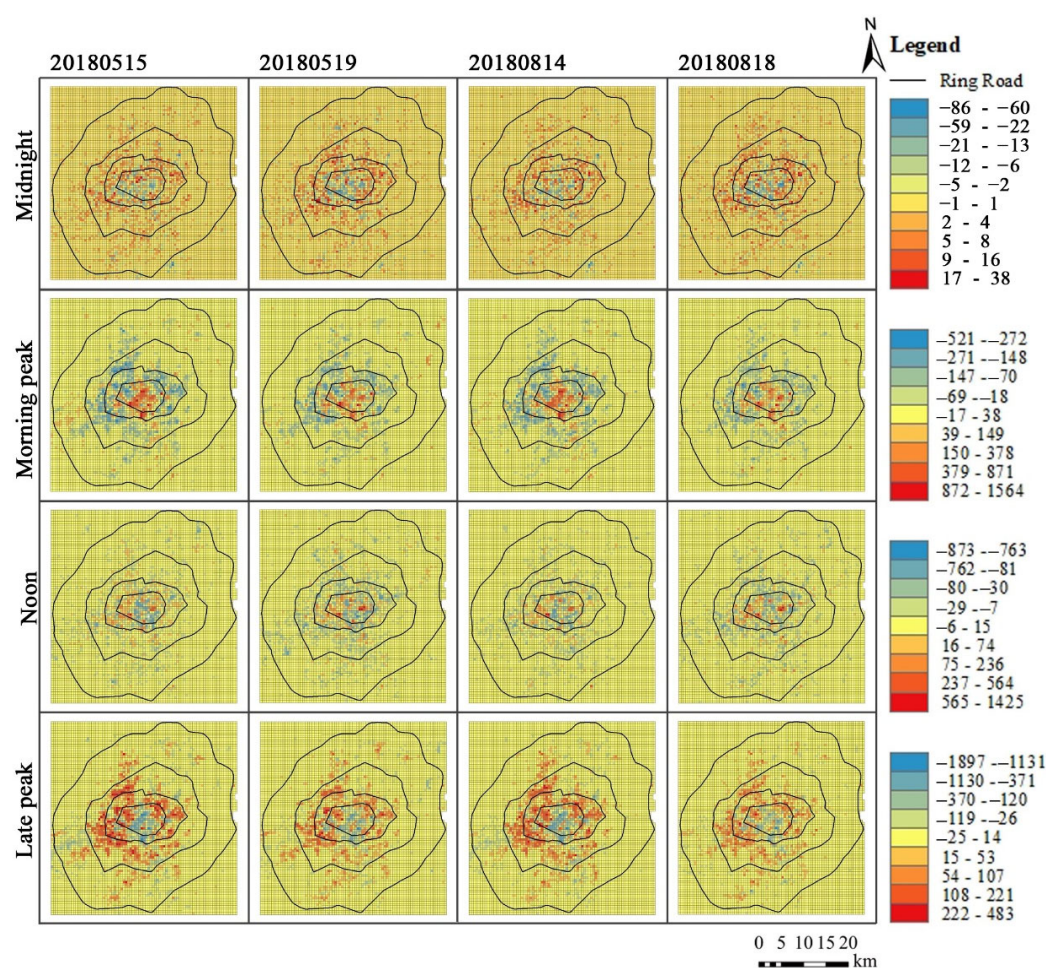 N
20180515
20180519
20180814
20180818
Legend
Ring Road
Midnight
−86 - −60
−59 - −22
−21 - −13
−12 - −6
−5 - −2
−1 - 1
2 - 4
5 - 8
9 - 16
17 - 38
Morning peak
−521 -−272
−271 -−148
−147 -−70
−69 -−18
−17 - 38
39 - 149
150 - 378
379 - 871
872 - 1564
Noon
−873 -−763
−762 -−81
−80 -−30
−29 -−7
−6 - 15
16 - 74
75 - 236
237 - 564
565 - 1425
Late peak
−1897 -−1131
−1130 -−371
−370 -−120
−119 -−26
−25 - 14
15 - 53
54 - 107
108 - 221
222 - 483
0 5 10 15 20
km